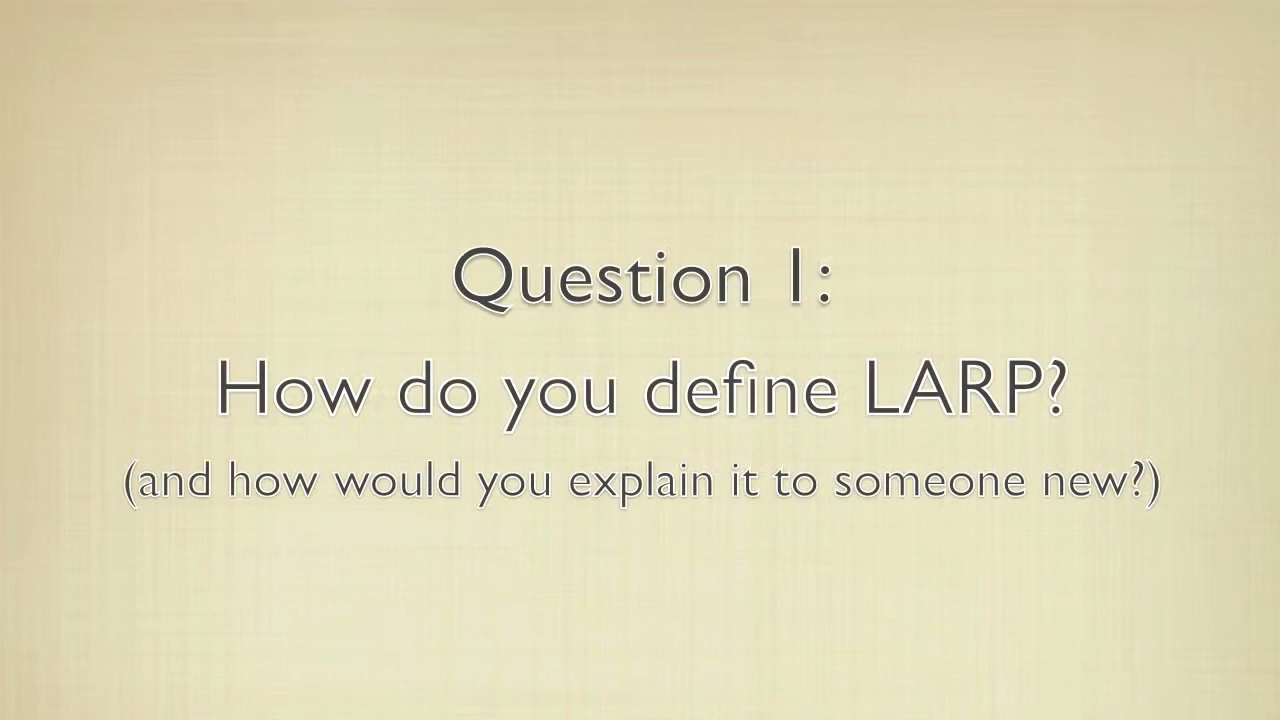 Question 1:
How do you define LARP?
(and how would you explain it to someone new?)